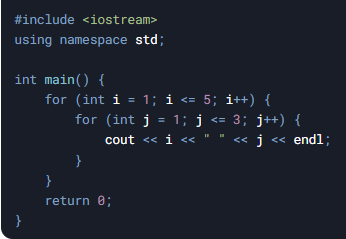 #include <iostream>
using namespace std;

int main() {
    for (int i = 1; i <= 5; i++) {
        for (int j = 1; j <= 3; j++) {
            cout << i << " " << j << endl;
        }
    }
    return 0;
}